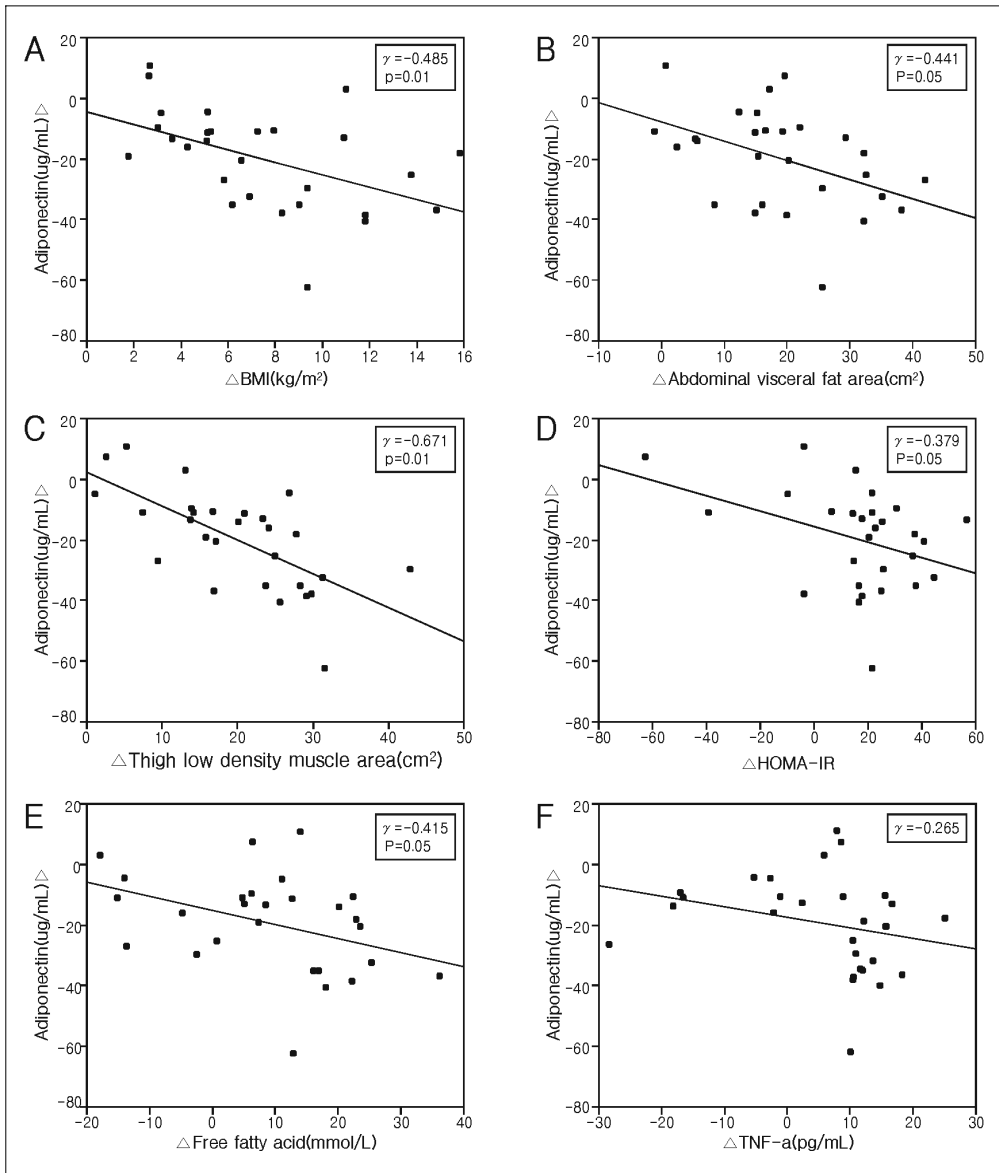 A
γ=-0.485
p=0.01
20
0
-20
-40
-60
-80
Adiponectin(ug/mL)△
0 2 4 6 8 10 12 14 16
△BMI(kg/m²)
B
γ=-0.441
P=0.05
20
0
-20
-40
-60
-80
Adiponectin(ug/mL)△
-10 0 10 20 30 40 50
△Abdominal visceral fat area(cm²)
C
γ=-0.671
p=0.01
20
0
-20
-40
-60
-80
Adiponectin(ug/mL)△
0 10 20 30 40 50
△Thigh low density muscle area(cm²)
D
γ=-0.379
P=0.05
20
0
-20
-40
-60
-80
Adiponectin(ug/mL)△
-80 -60 -40 -20 0 20 40 60
△HOMA-IR
E
γ=-0.415
P=0.05
20
0
-20
-40
-60
-80
Adiponectin(ug/mL)△
-20 -10 0 10 20 30 40
△Free fatty acid(mmol/L)
F
γ=-0.265
20
0
-20
-40
-60
-80
Adiponectin(ug/mL)△
-30 -20 -10 0 10 20 30
△TNF-a(pg/mL)